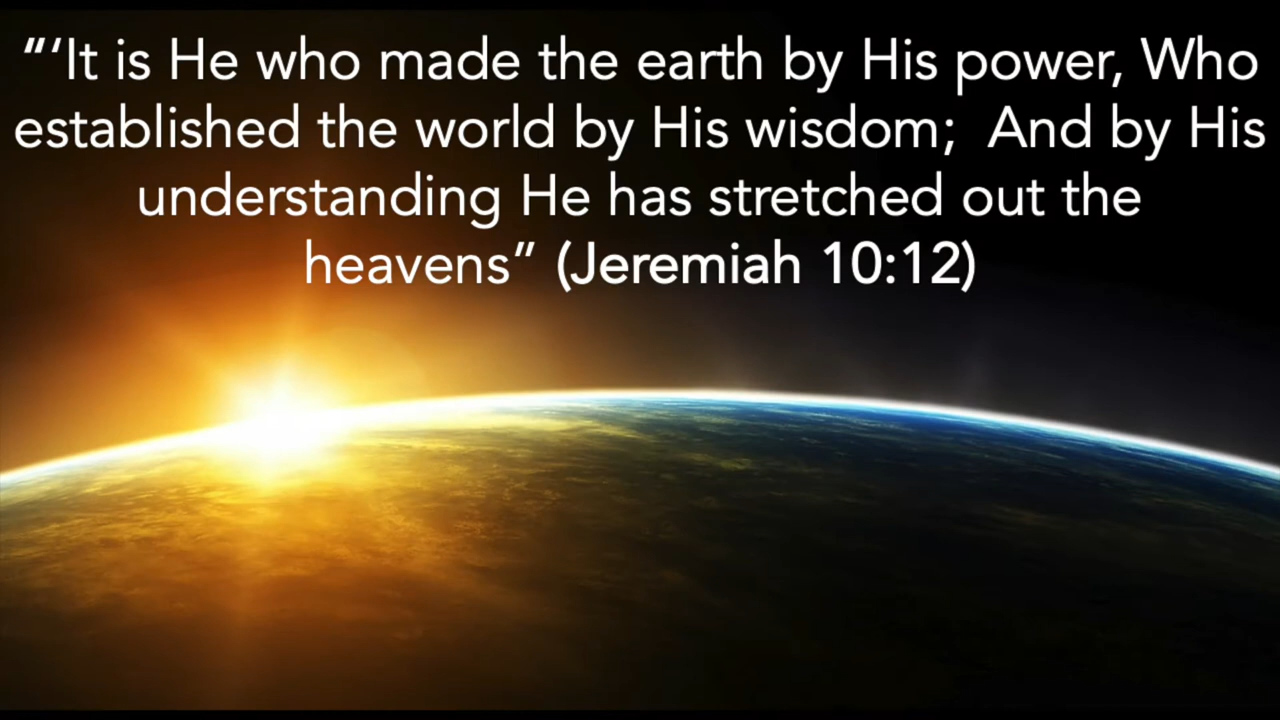 "‘It is He who made the earth by His power, Who
established the world by His wisdom;  And by His
understanding He has stretched out the
heavens” (Jeremiah 10:12)